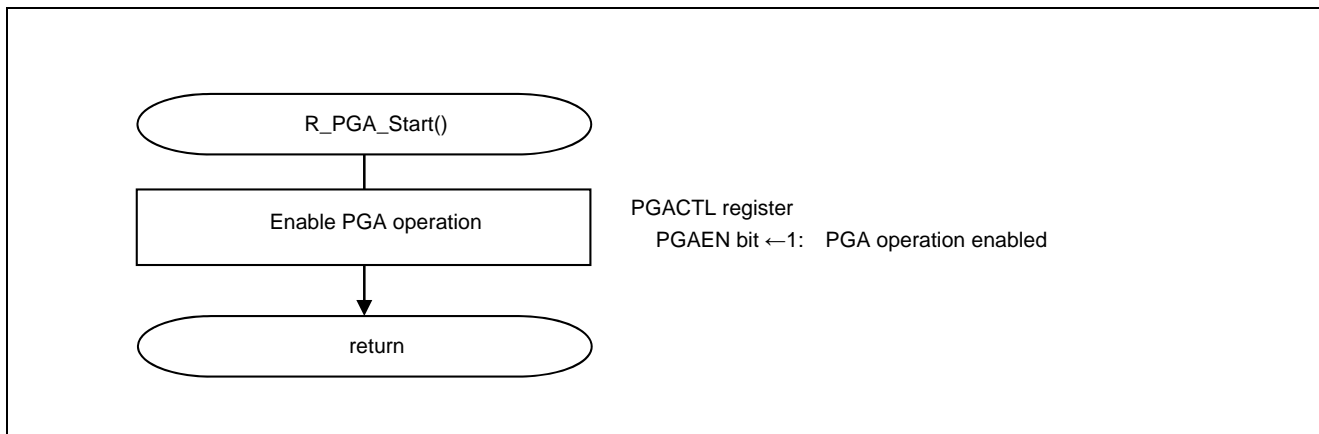 R_PGA_Start()
Enable PGA operation
PGACTL register
PGAEN bit ←1: PGA operation enabled
return